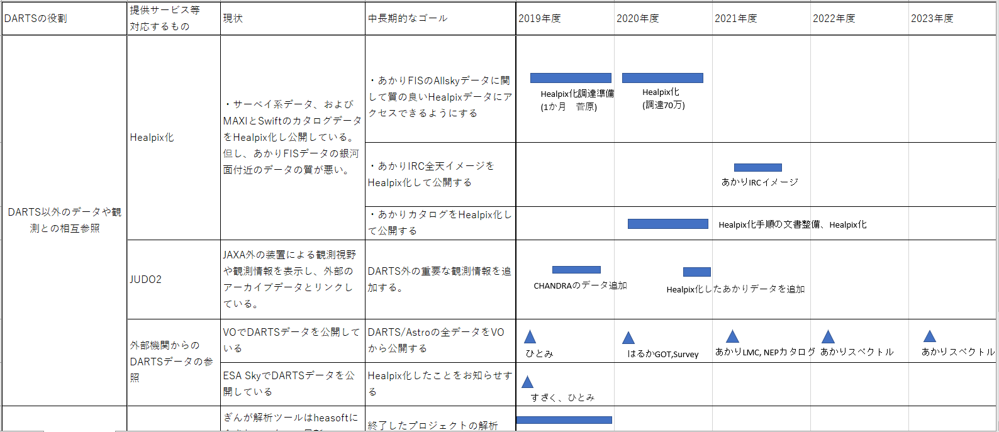 DARTSの役割
提供サービス等
対応するもの
現状
中長期的なゴール
2019年度
2020年度
2021年度
2022年度
2023年度
DARTS以外のデータや観
測との相互参照
Healpix化
・サーベイ系データ、および
MAXIとSwiftのカタログデータ
をHealpix化し公開している。
但し、あかりFISデータの銀河
面付近のデータの質が悪い。
・あかりFISのAllskyデータに関
して質の良いHealpixデータにア
クセスできるようにする
Healpix化調達準備
(1か月　菅原)
Healpix化
(調達70万)
・あかりIRC全天イメージを
Healpix化して公開する
あかりIRCイメージ
・あかりカタログをHealpix化し
て公開する
Healpix化手順の文書整備、Healpix化
JUDO2
JAXA外の装置による観測視野
や観測情報を表示し、外部の
アーカイブデータとリンクし
ている。
DARTS外の重要な観測情報を追
加する。
CHANDRAのデータ追加
Healpix化したあかりデータを追加
外部機関からの
DARTSデータの参
照
VOでDARTSデータを公開して
いる
DARTS/Astroの全データをVO
から公開する
ひとみ
はるかGOT,Survey
あかりLMC, NEPカタログ
あかりスペクトル
あかりスペクトル
ESA SkyでDARTSデータを公
開している
Healpix化したことをお知らせす
る
すざく、ひとみ
ぎんが解析ツールはheasoftに
終了したプロジェクトの解析